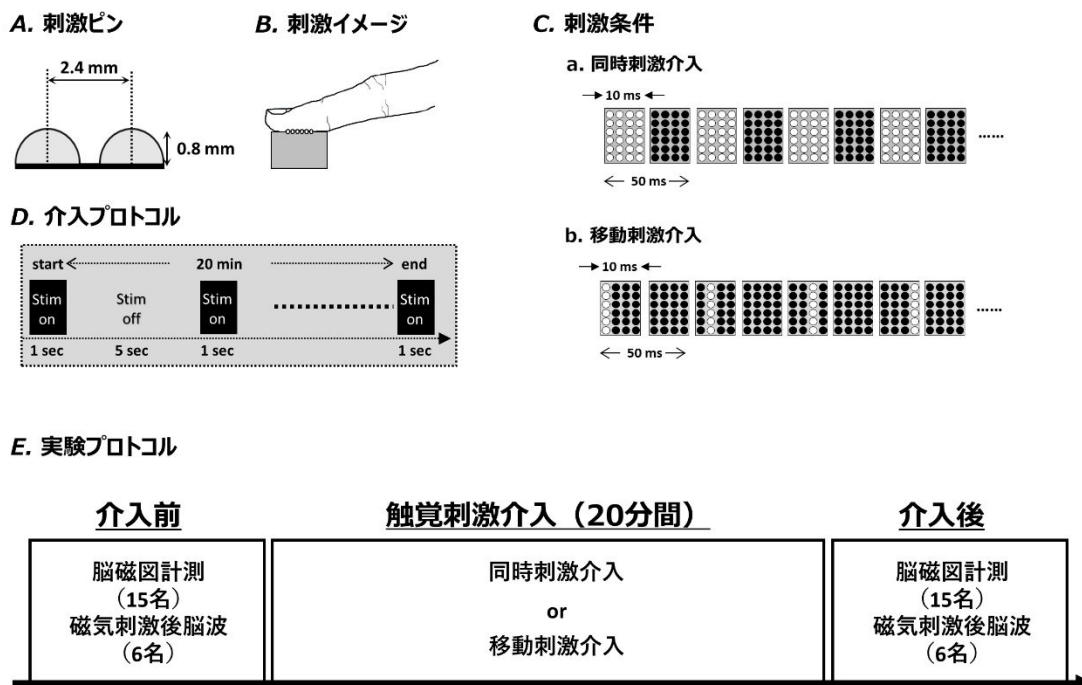 A. 刺激ピン
2.4 mm
0.8 mm
B. 刺激イメージ
C. 刺激条件
a. 同時刺激介入
10 ms
50 ms
......
b. 移動刺激介入
10 ms
50 ms
......
D. 介入プロトコル
start 20 min end
Stim on
Stim off
Stim on
Stim on
1 sec 5 sec 1 sec 1 sec
E. 実験プロトコル
介入前
脳磁図計測
（15名）
磁気刺激後脳波
（6名）
触覚刺激介入（20分間）
同時刺激介入
or
移動刺激介入
介入後
脳磁図計測
（15名）
磁気刺激後脳波
（6名）